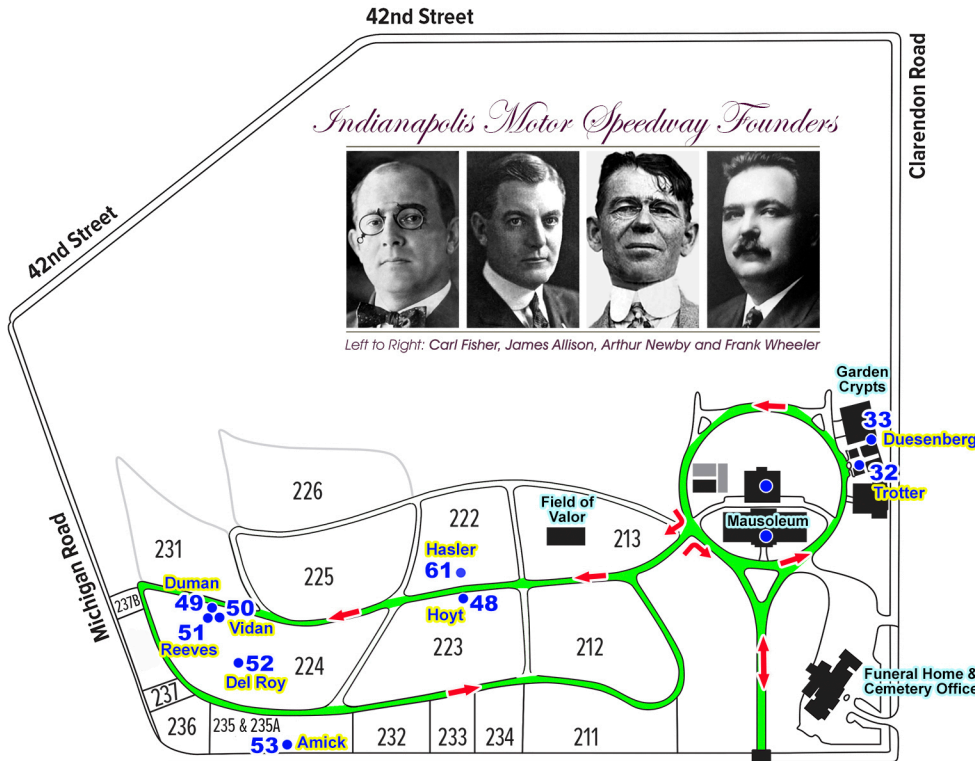 42nd Street
Clarendon Road
Indianapolis Motor Speedway Founders
42nd Street
Left to Right: Carl Fisher, James Allison, Arthur Newby and Frank Wheeler
Garden
Crypts
33
Duesenberg
32
Trotter
226
222
Field of
Valor
213
Mausoleum
Hasler
61
231
225
Michigan Road
237B
Duman
49
50
Vidan
51
Reeves
48
Hoyt
52
Del Roy
224
223
212
237
236
235 & 235A
53
Amick
232
233
234
211
Funeral Home &
Cemetery Office